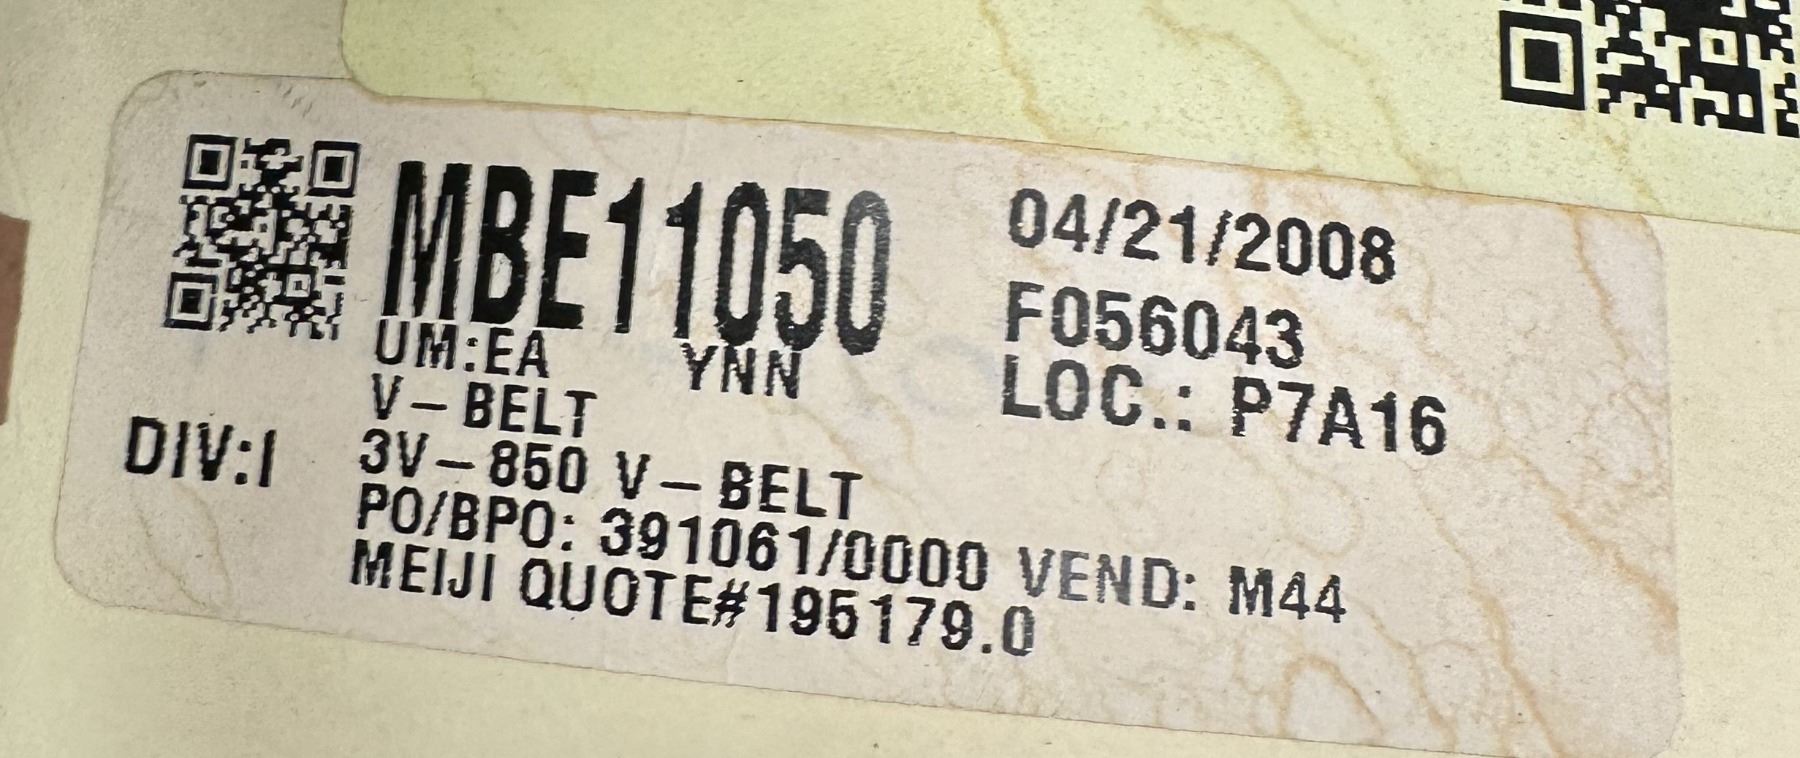 MBE11050 04/21/2008
F056043
UM:EA YNN
LOC.: P7A16
V-BELT
DIV:I 3V-850 V-BELT
PO/BPO: 391061/0000 VEND: M44
MEIJI QUOTE#195179.0